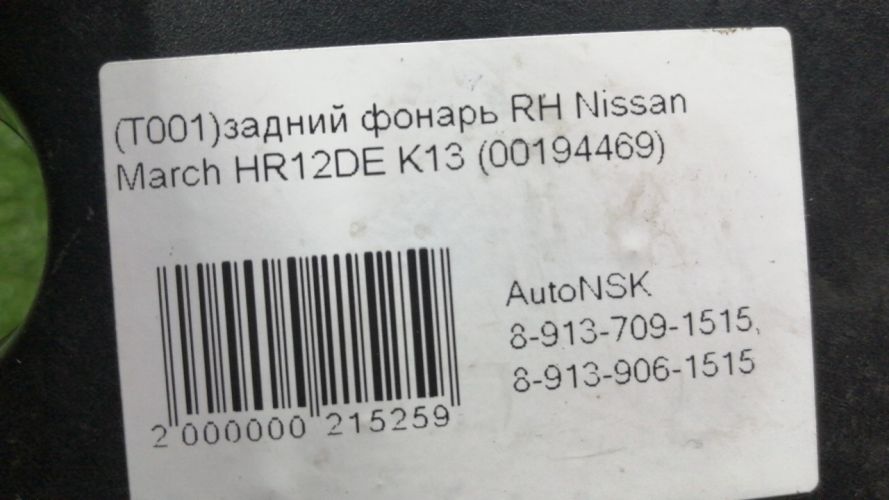 (T001)задний фонарь RH Nissan
March HR12DE K13 (00194469)
AutoNSK
8-913-709-1515,
8-913-906-1515
2 000000 215259